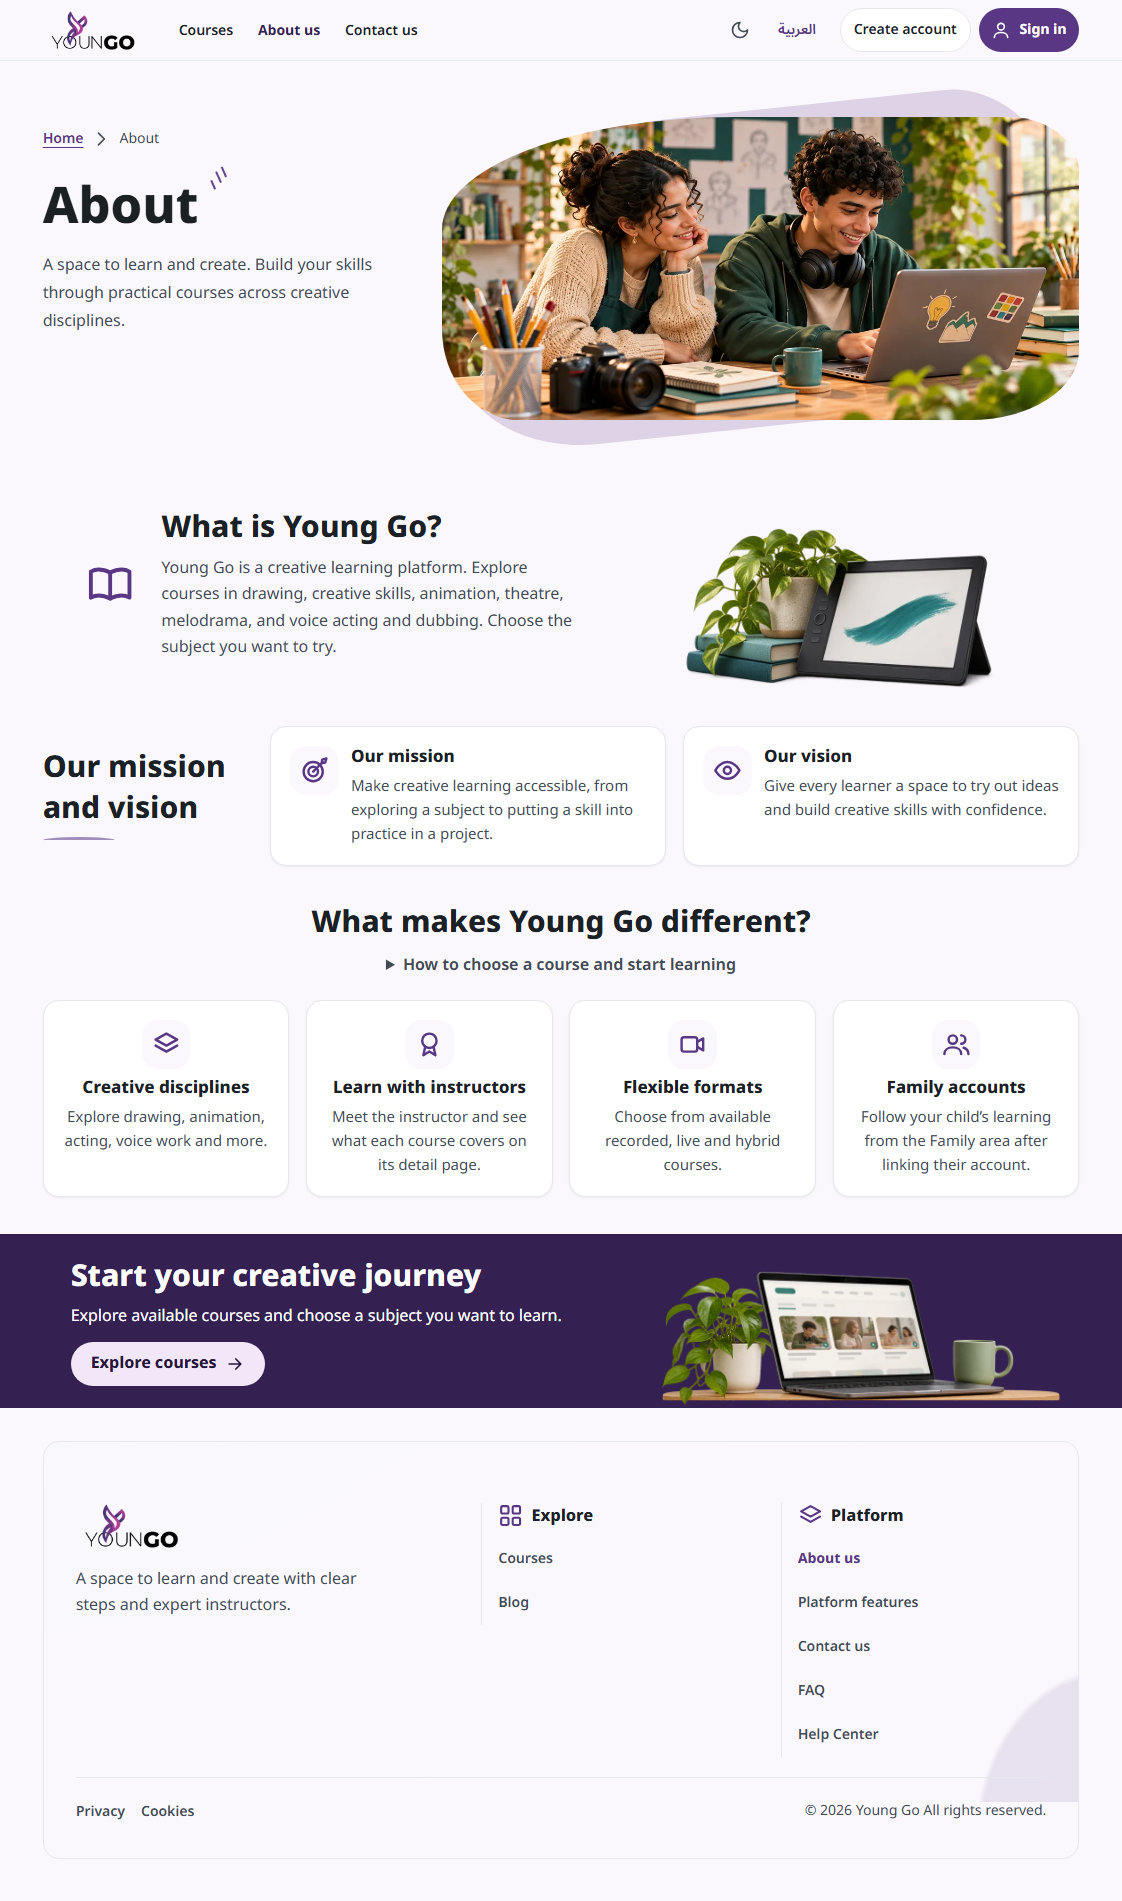 YOUNGO
Courses
About us
Contact us
العربية
Create account
Sign in
Home
About
About
A space to learn and create. Build your skills
through practical courses across creative
disciplines.
What is Young Go?
Young Go is a creative learning platform. Explore
courses in drawing, creative skills, animation, theatre,
melodrama, and voice acting and dubbing. Choose the
subject you want to try.
Our mission
and vision
Our mission
Make creative learning accessible, from
exploring a subject to putting a skill into
practice in a project.
Our vision
Give every learner a space to try out ideas
and build creative skills with confidence.
What makes Young Go different?
How to choose a course and start learning
Creative disciplines
Explore drawing, animation,
acting, voice work and more.
Learn with instructors
Meet the instructor and see
what each course covers on
its detail page.
Flexible formats
Choose from available
recorded, live and hybrid
courses.
Family accounts
Follow your child’s learning
from the Family area after
linking their account.
Start your creative journey
Explore available courses and choose a subject you want to learn.
Explore courses
YOUNGO
A space to learn and create with clear
steps and expert instructors.
Explore
Courses
Blog
Platform
About us
Platform features
Contact us
FAQ
Help Center
Privacy
Cookies
© 2026 Young Go All rights reserved.